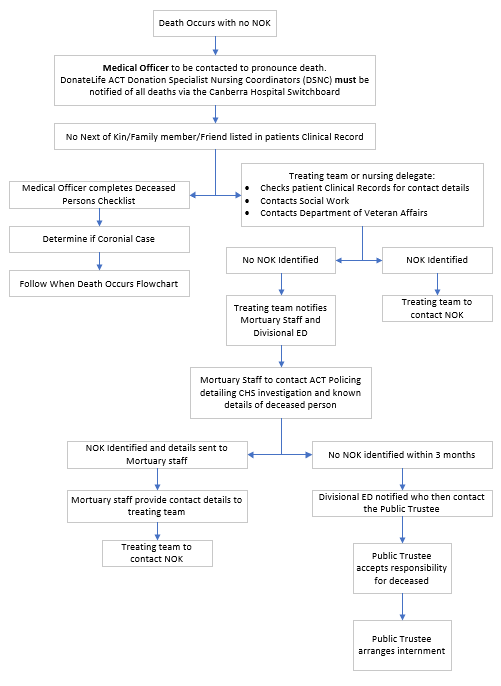 Death Occurs with no NOK
Medical Officer to be contacted to pronounce death.
DonateLife ACT Donation Specialist Nursing Coordinators (DSNC) must be
notified of all deaths via the Canberra Hospital Switchboard
No Next of Kin/Family member/Friend listed in patients Clinical Record
Medical Officer completes Deceased
Persons Checklist
Determine if Coronial Case
Follow When Death Occurs Flowchart
Treating team or nursing delegate:
• Checks patient Clinical Records for contact details
• Contacts Social Work
• Contacts Department of Veteran Affairs
No NOK Identified
NOK Identified
Treating team notifies
Mortuary Staff and
Divisional ED
Treating team to
contact NOK
Mortuary Staff to contact ACT Policing
detailing CHS investigation and known
details of deceased person
NOK Identified and details sent to
Mortuary staff
No NOK identified within 3 months
Mortuary staff provide contact details to
treating team
Divisional ED notified who then contact
the Public Trustee
Treating team to
contact NOK
Public Trustee
accepts responsibility
for deceased
Public Trustee
arranges internment